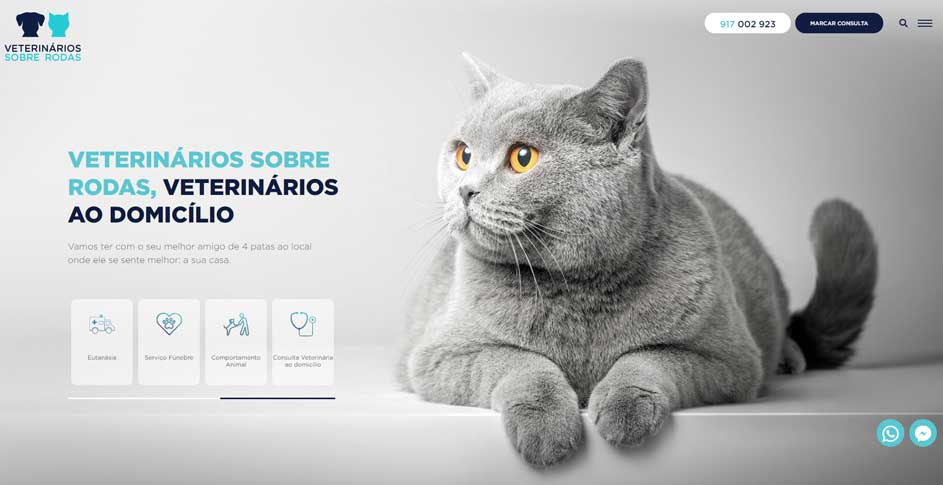 VETERINÁRIOS
SOBRE RODAS
917 002 923
MARCAR CONSULTA
VETERINÁRIOS SOBRE
RODAS, VETERINÁRIOS
AO DOMICÍLIO
Vamos ter com o seu melhor amigo de 4 patas ao local
onde ele se sente melhor: a sua casa.
Eutanásia
Serviço Fúnebre
Comportamento
Animal
Consulta Veterinária
ao domicílio